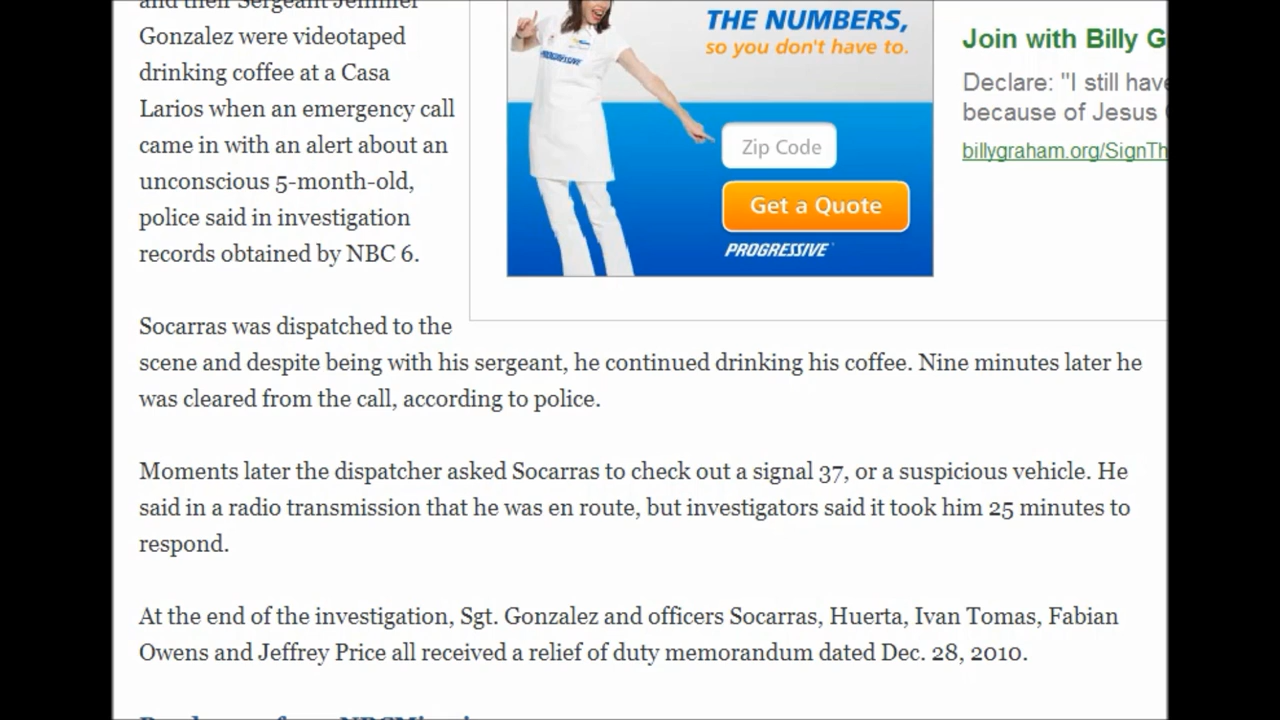 and their Sergeant Jennifer
Gonzalez were videotaped
drinking coffee at a Casa
Larios when an emergency call
came in with an alert about an
unconscious 5-month-old,
police said in investigation
records obtained by NBC 6.
Socarras was dispatched to the
scene and despite being with his sergeant, he continued drinking his coffee. Nine minutes later he
was cleared from the call, according to police.
Moments later the dispatcher asked Socarras to check out a signal 37, or a suspicious vehicle. He
said in a radio transmission that he was en route, but investigators said it took him 25 minutes to
respond.
At the end of the investigation, Sgt. Gonzalez and officers Socarras, Huerta, Ivan Tomas, Fabian
Owens and Jeffrey Price all received a relief of duty memorandum dated Dec. 28, 2010.
THE NUMBERS,
so you don't have to.
PROGRESSIVE
Zip Code
Get a Quote
PROGRESSIVE
Join with Billy G
Declare: "I still have
because of Jesus
billygraham.org/SignTh